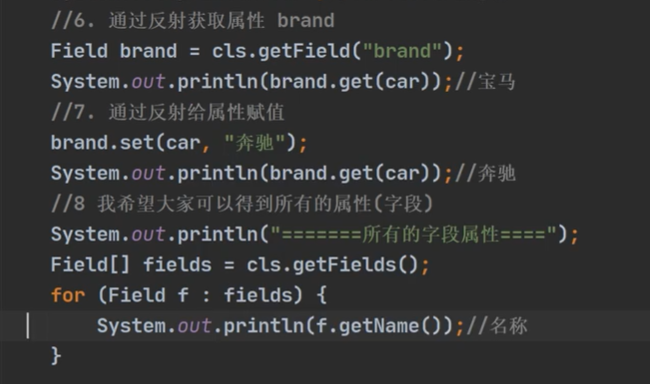 //6. 通过反射获取属性 brand
Field brand = cls.getField("brand");
System.out.println(brand.get(car));//宝马
//7. 通过反射给属性赋值
brand.set(car, "奔驰");
System.out.println(brand.get(car));//奔驰
//8 我希望大家可以得到所有的属性(字段)
System.out.println("=======所有的字段属性====");
Field[] fields = cls.getFields();
for (Field f : fields) {
System.out.println(f.getName());//名称
}